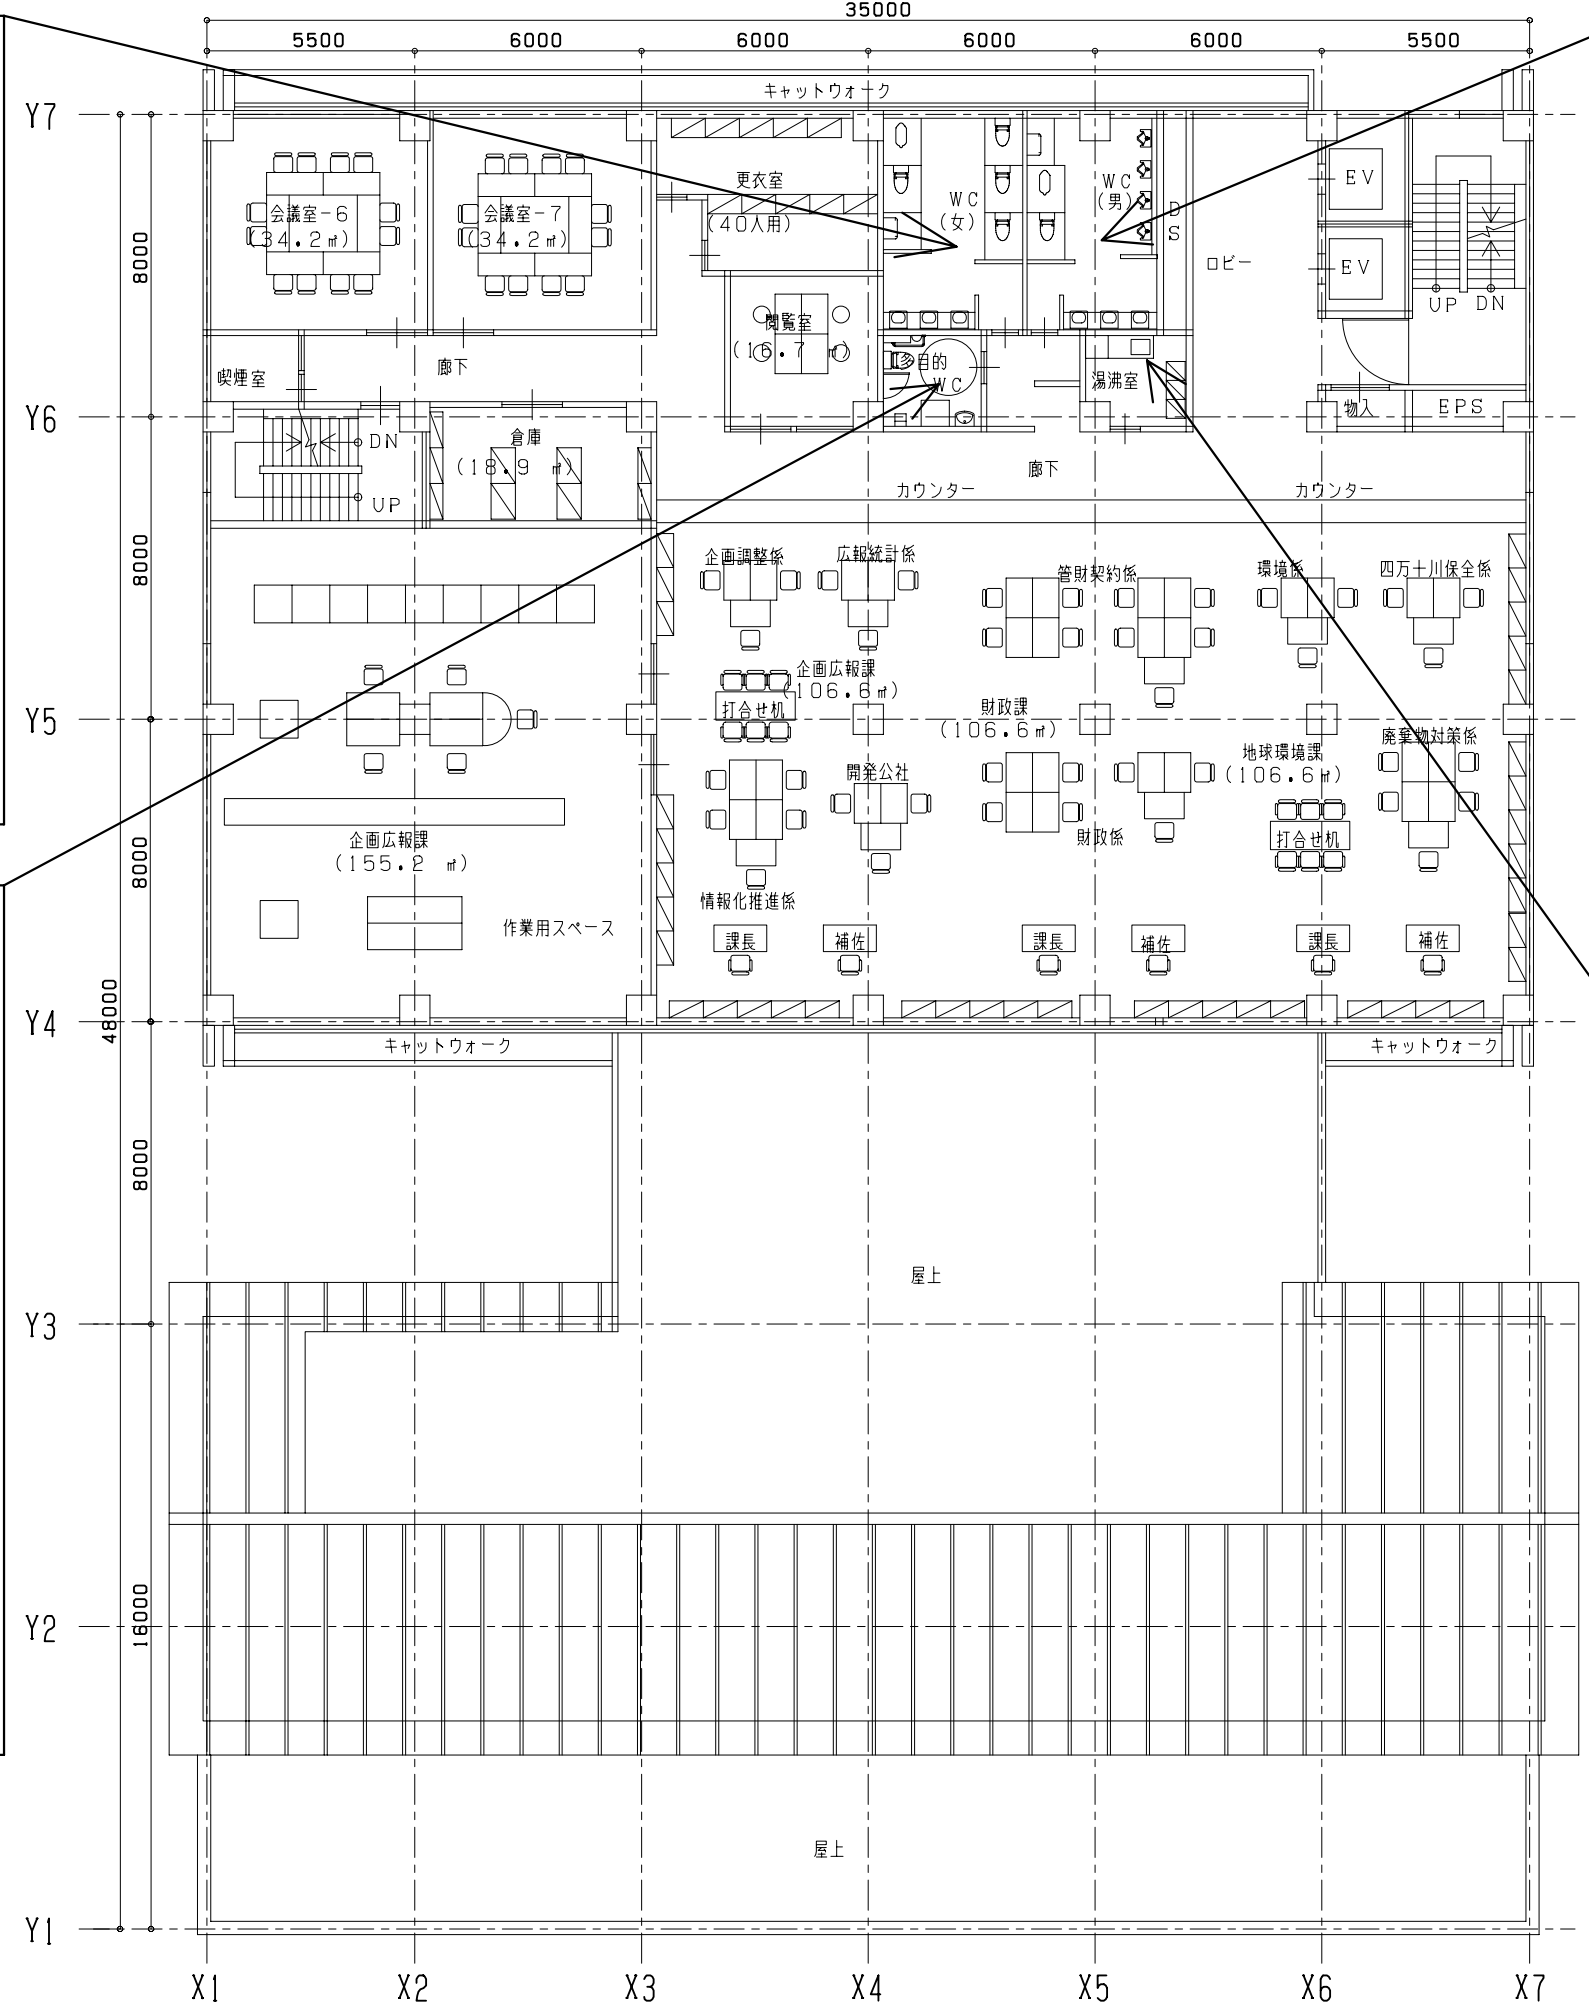 35000
5500 6000 6000 6000 6000 5500
キャットウォーク
Y7
会議室-6
(34.2㎡)
会議室-7
(34.2㎡)
更衣室
(40人用)
WC
(女)
WC
(男)
DS
ロビー
EV
EV
UP DN
8000
閲覧室
(16.7 ㎡)
多目的
WC
湯沸室
喫煙室
廊下
物入
EPS
Y6
DN
UP
倉庫
(18.9 ㎡)
廊下
カウンター
カウンター
8000
企画調整係
広報統計係
管財契約係
環境係
四万十川保全係
企画広報課
(106.6㎡)
打合せ机
財政課
(106.6㎡)
Y5
地球環境課
(106.6㎡)
廃棄物対策係
開発公社
打合せ机
8000
企画広報課
(155.2 ㎡)
財政係
情報化推進係
作業用スペース
課長
補佐
課長
補佐
課長
補佐
48000
Y4
キャットウォーク
キャットウォーク
8000
屋上
Y3
16000
Y2
屋上
Y1
X1 X2 X3 X4 X5 X6 X7